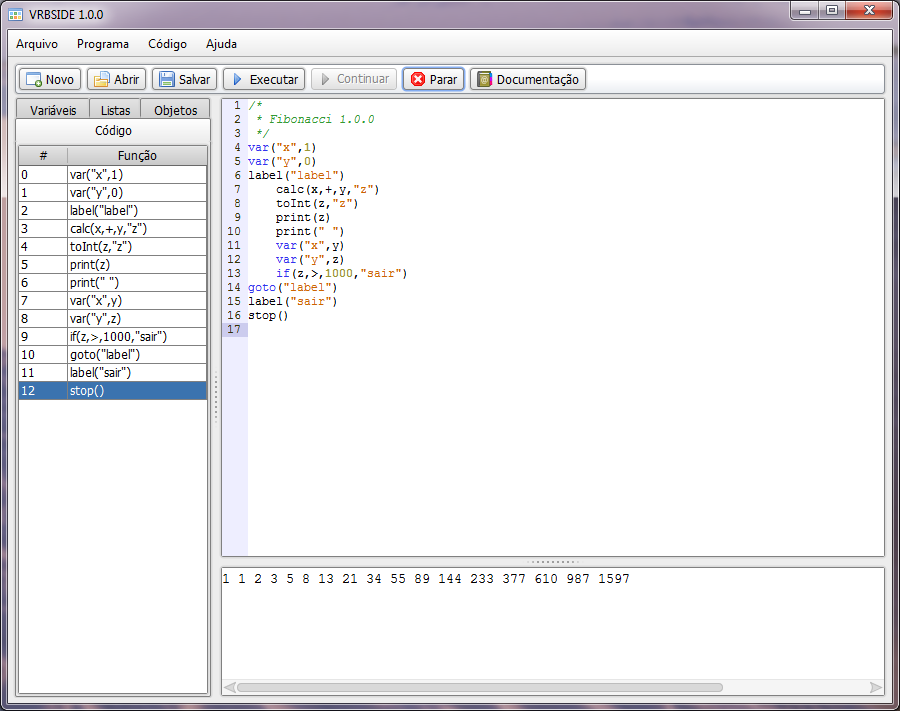 VRBSIDE 1.0.0
Arquivo Programa Código Ajuda
Novo Abrir Salvar Executar Continuar Parar Documentação
Variáveis Listas Objetos
Código
# Função
0 var("x",1)
1 var("y",0)
2 label("label")
3 calc(x,+,y,"z")
4 toInt(z,"z")
5 print(z)
6 print(" ")
7 var("x",y)
8 var("y",z)
9 if(z,>,1000,"sair")
10 goto("label")
11 label("sair")
12 stop()
1 /*
2  * Fibonacci 1.0.0
3  */
4 var("x",1)
5 var("y",0)
6 label("label")
7     calc(x,+,y,"z")
8     toInt(z,"z")
9     print(z)
10     print(" ")
11     var("x",y)
12     var("y",z)
13     if(z,>,1000,"sair")
14 goto("label")
15 label("sair")
16 stop()
17
1 1 2 3 5 8 13 21 34 55 89 144 233 377 610 987 1597